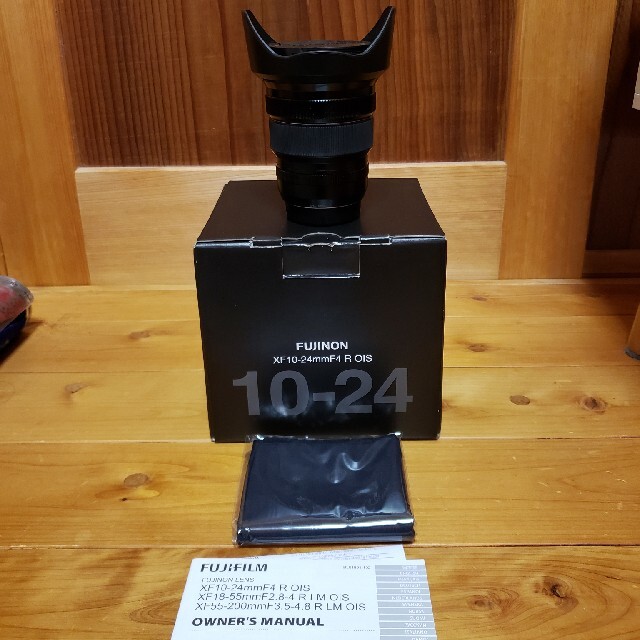 FUJINON
XF10-24mmF4 R OIS
10-24
FUJIFILM
FUJINON LENS
XF10-24mmF4 R OIS
XF18-55mmF2.8-4 R LM OIS
XF55-200mmF3.5-4.8 R LM OIS
OWNER'S MANUAL